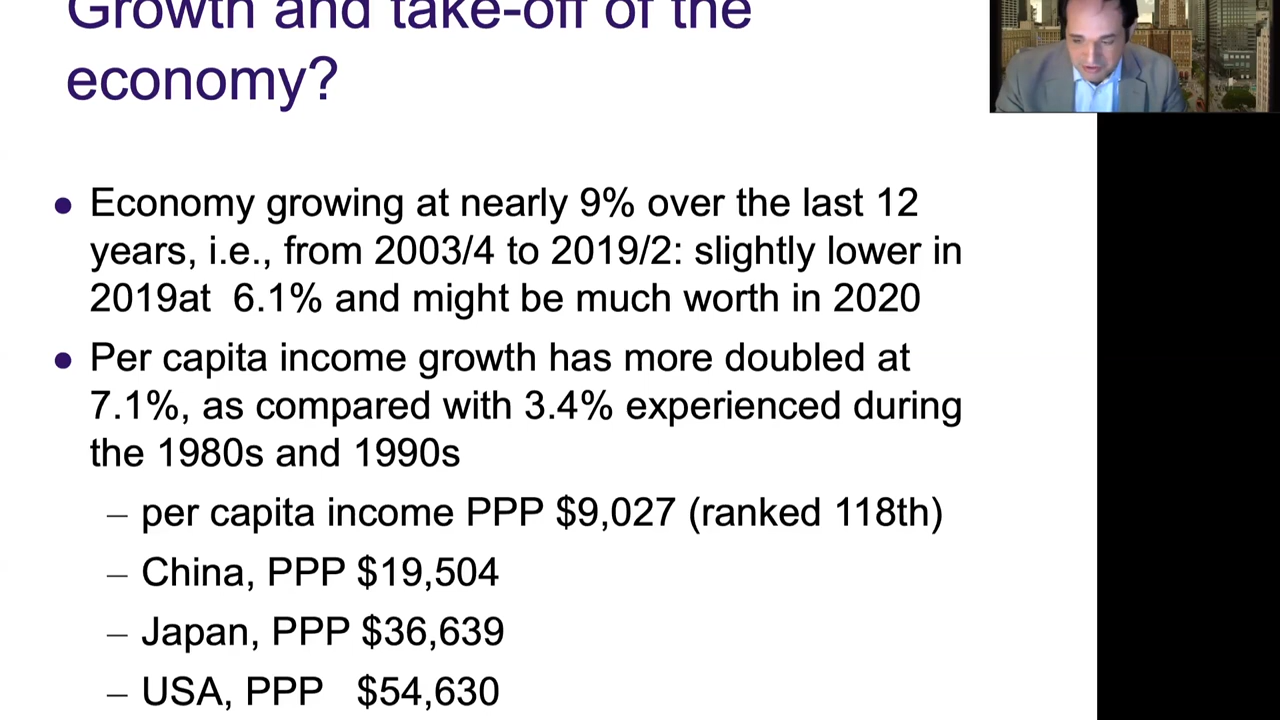 Growth and take-off of the
economy?
● Economy growing at nearly 9% over the last 12
years, i.e., from 2003/4 to 2019/2: slightly lower in
2019at 6.1% and might be much worth in 2020
● Per capita income growth has more doubled at
7.1%, as compared with 3.4% experienced during
the 1980s and 1990s
– per capita income PPP $9,027 (ranked 118th)
– China, PPP $19,504
– Japan, PPP $36,639
– USA, PPP $54,630